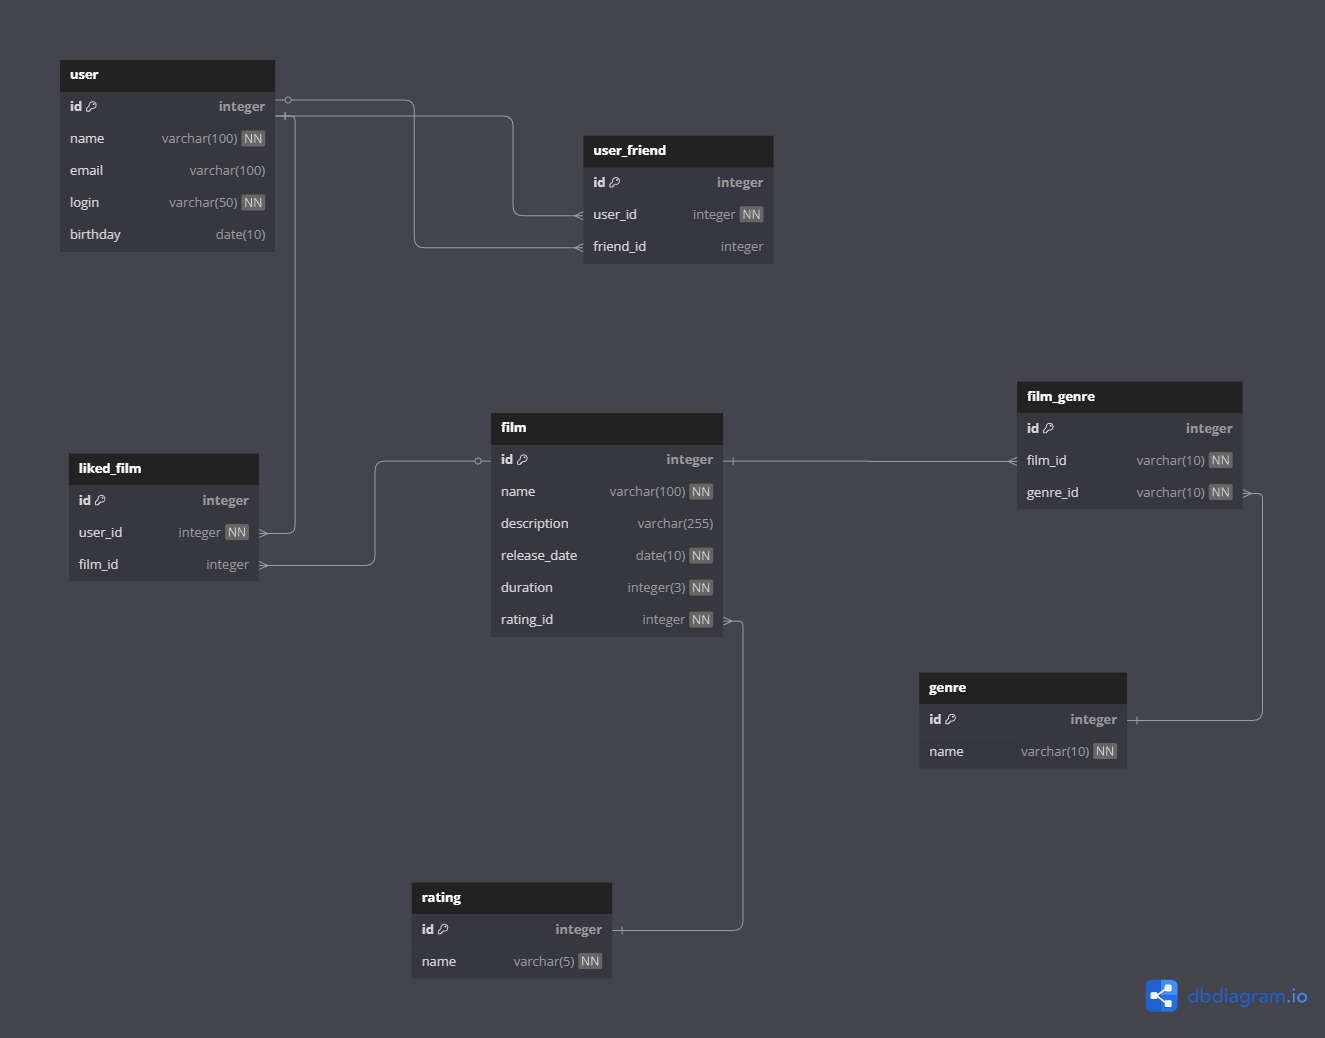 user
id integer
name varchar(100) NN
email varchar(100)
login varchar(50) NN
birthday date(10)
user_friend
id integer
user_id integer NN
friend_id integer
liked_film
id integer
user_id integer NN
film_id integer
film
id integer
name varchar(100) NN
description varchar(255)
release_date date(10) NN
duration integer(3) NN
rating_id integer NN
film_genre
id integer
film_id varchar(10) NN
genre_id varchar(10) NN
genre
id integer
name varchar(10) NN
rating
id integer
name varchar(5) NN
dbdiagram.io